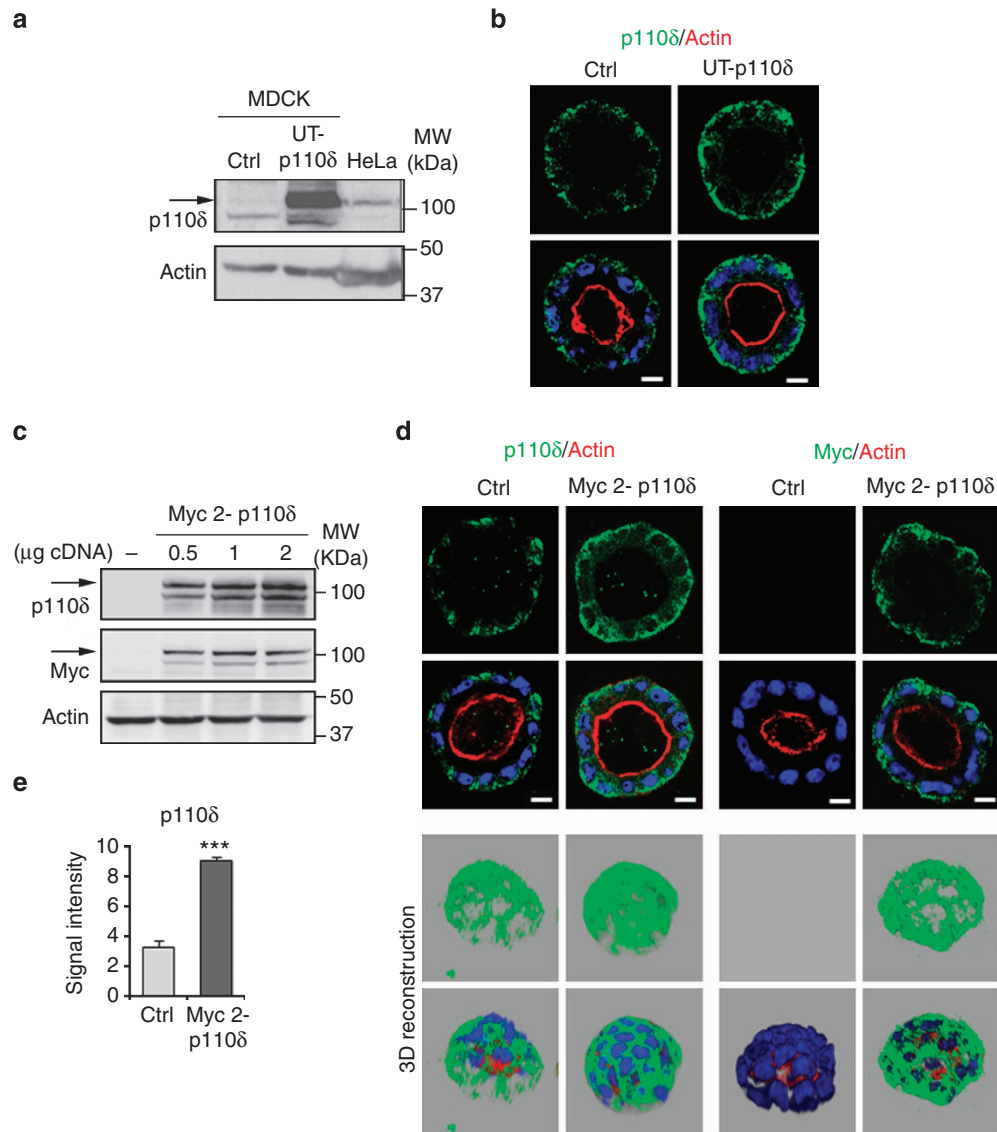 a
MDCK
Ctrl
UT-
p110δ
HeLa
MW
(kDa)
p110δ
100
Actin
50
37
b
p110δ/Actin
Ctrl
UT-p110δ
c
Myc 2- p110δ
MW
(KDa)
(μg cDNA)
–
0.5
1
2
p110δ
100
Myc
100
Actin
50
37
d
p110δ/Actin
Myc/Actin
Ctrl
Myc 2- p110δ
Ctrl
Myc 2- p110δ
3D reconstruction
e
p110δ
***
Signal intensity
10
8
6
4
2
0
Ctrl
Myc 2-
p110δ